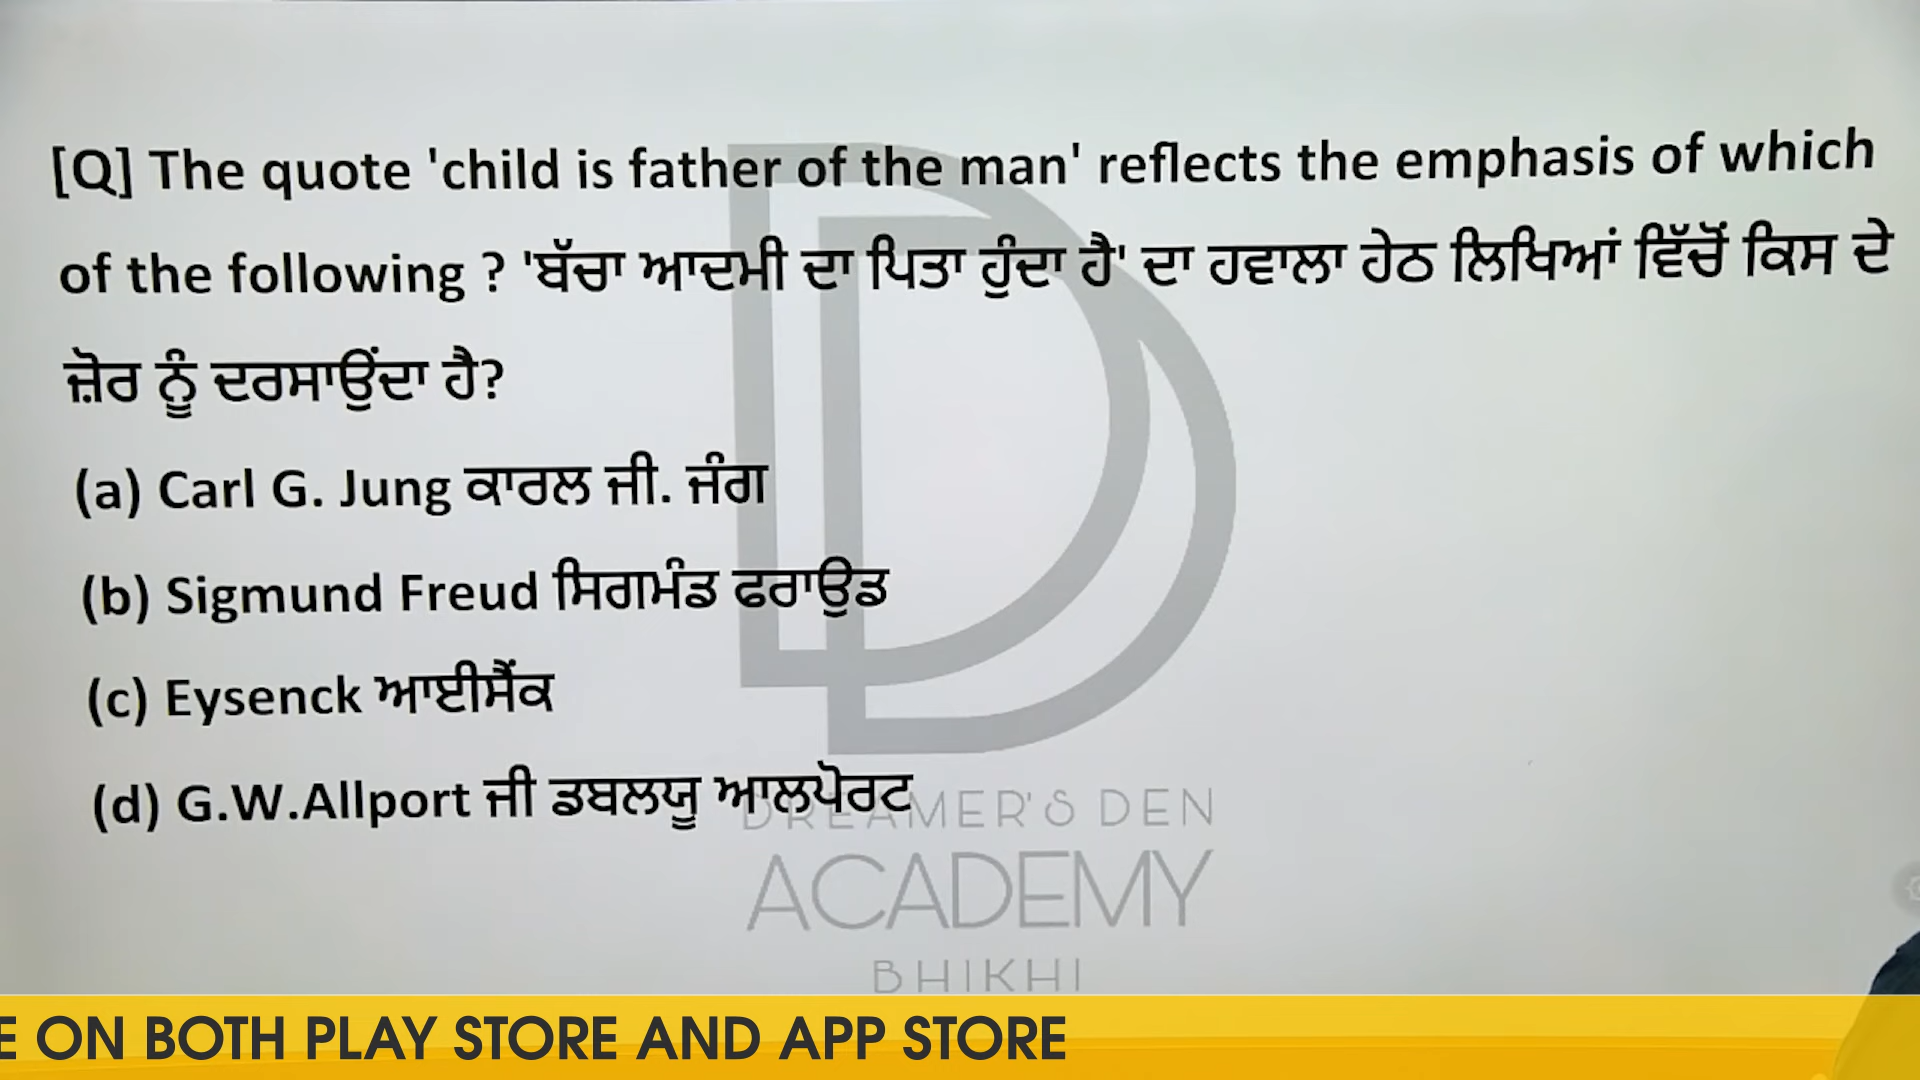 [Q] The quote 'child is father of the man' reflects the emphasis of which
of the following ? 'ਬੱਚਾ ਆਦਮੀ ਦਾ ਪਿਤਾ ਹੁੰਦਾ ਹੈ' ਦਾ ਹਵਾਲਾ ਹੇਠ ਲਿਖਿਆਂ ਵਿੱਚੋਂ ਕਿਸ ਦੇ
ਜ਼ੋਰ ਨੂੰ ਦਰਸਾਉਂਦਾ ਹੈ?
(a) Carl G. Jung ਕਾਰਲ ਜੀ. ਜੰਗ
(b) Sigmund Freud ਸਿਗਮੰਡ ਫਰਾਉਡ
(c) Eysenck ਆਈਸੈਂਕ
(d) G.W.Allport ਜੀ ਡਬਲਯੂ ਆਲਪੋਰਟ
DREAMER'S DEN
ACADEMY
BHIKHI
E ON BOTH PLAY STORE AND APP STORE